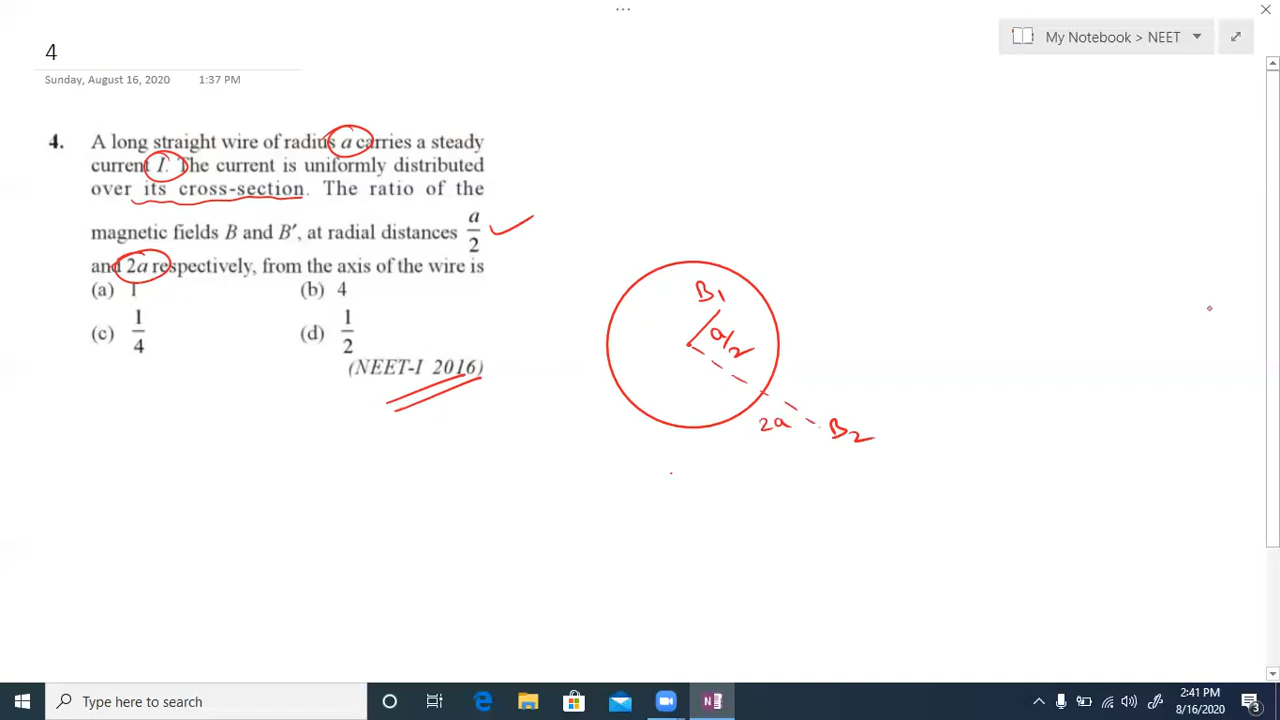 ...
My Notebook > NEET
4
Sunday, August 16, 2020 1:37 PM
4. A long straight wire of radius a carries a steady
current I. The current is uniformly distributed
over its cross-section. The ratio of the
magnetic fields B and B′, at radial distances a/2
and 2a respectively, from the axis of the wire is
(a) 1 (b) 4
(c) 1/4 (d) 1/2
(NEET-I 2016)
B1
a/2
2a B2
Type here to search
2:41 PM
8/16/2020
3